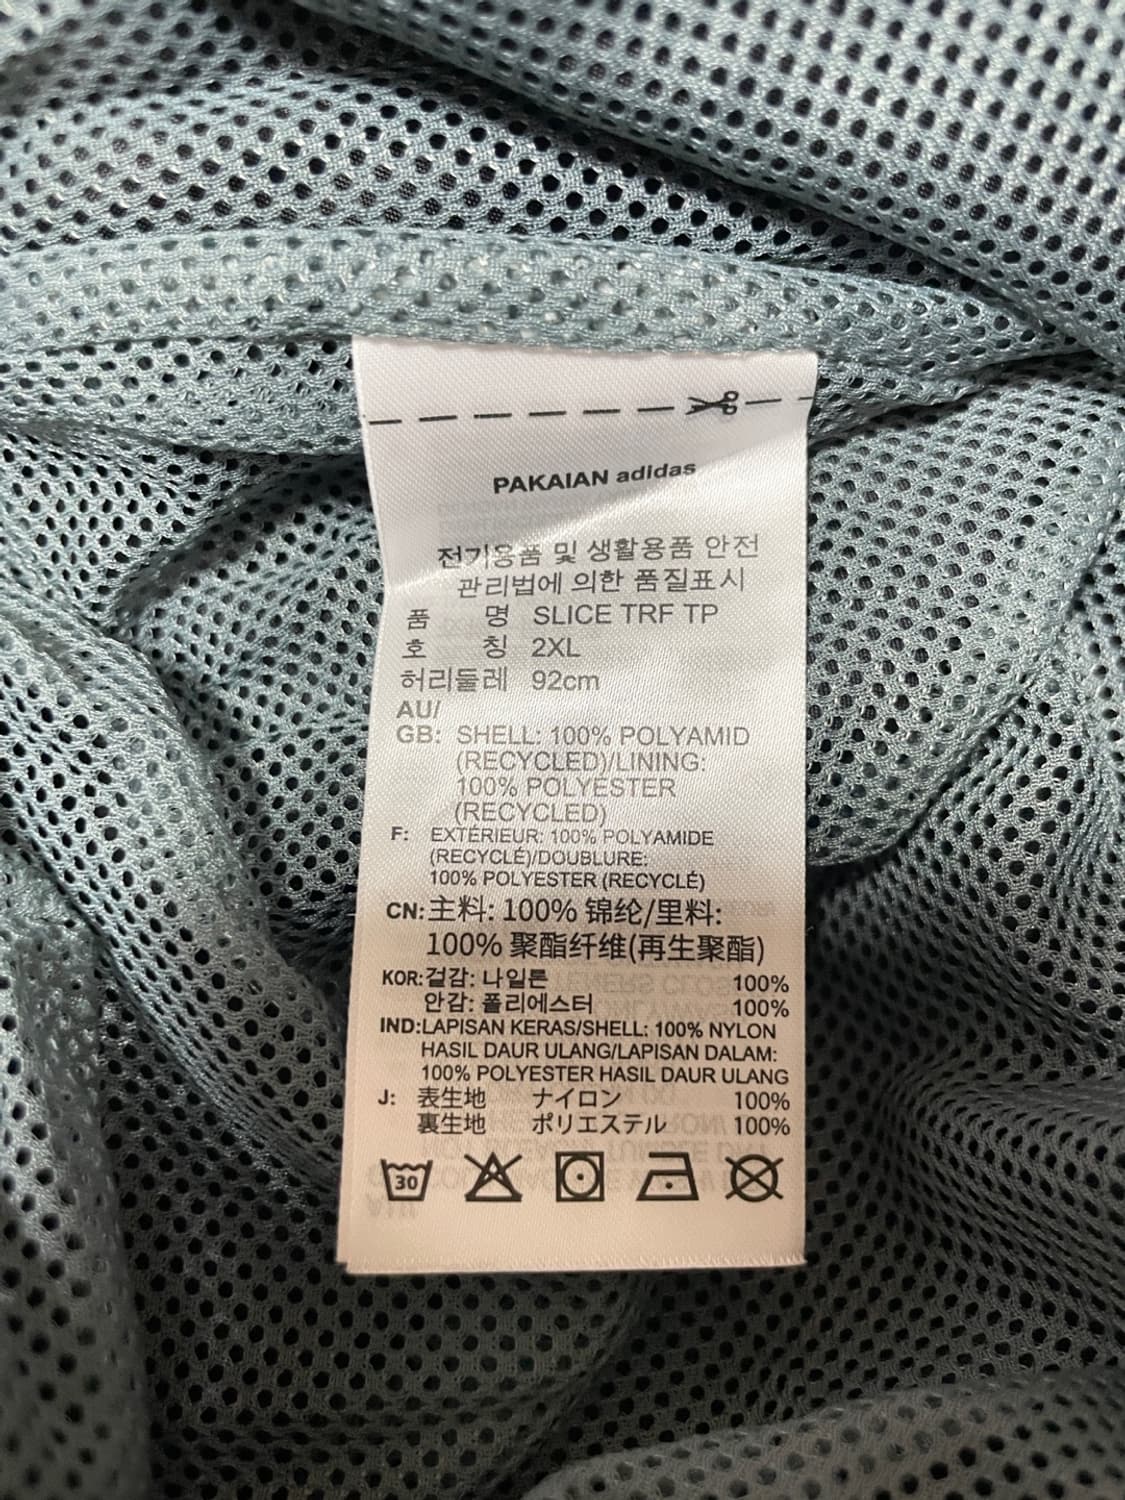 PAKAIAN adidas
전기용품 및 생활용품 안전
관리법에 의한 품질표시
품 명 SLICE TRF TP
호 칭 2XL
허리둘레 92cm
AU/
GB: SHELL: 100% POLYAMID
(RECYCLED)/LINING:
100% POLYESTER
(RECYCLED)
F: EXTÉRIEUR: 100% POLYAMIDE
(RECYCLÉ)/DOUBLURE:
100% POLYESTER (RECYCLÉ)
CN: 主料: 100% 锦纶/里料:
100% 聚酯纤维(再生聚酯)
KOR: 겉감: 나일론 100%
안감: 폴리에스터 100%
IND: LAPISAN KERAS/SHELL: 100% NYLON
HASIL DAUR ULANG/LAPISAN DALAM:
100% POLYESTER HASIL DAUR ULANG
J: 表生地 ナイロン 100%
裏生地 ポリエステル 100%
30